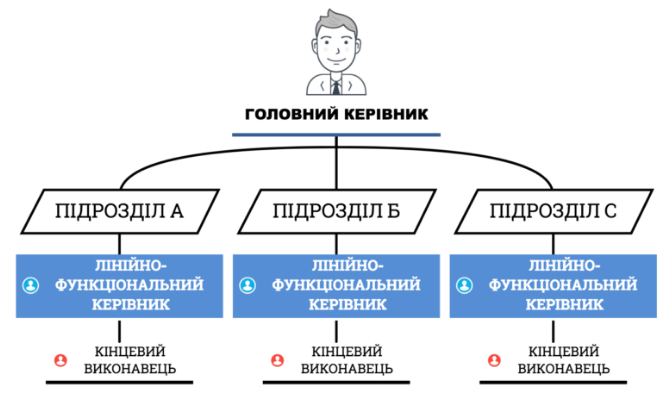 ГОЛОВНИЙ КЕРІВНИК
ПІДРОЗДІЛ А
ПІДРОЗДІЛ Б
ПІДРОЗДІЛ С
ЛІНІЙНО-
ФУНКЦІОНАЛЬНИЙ
КЕРІВНИК
ЛІНІЙНО-
ФУНКЦІОНАЛЬНИЙ
КЕРІВНИК
ЛІНІЙНО-
ФУНКЦІОНАЛЬНИЙ
КЕРІВНИК
КІНЦЕВИЙ
ВИКОНАВЕЦЬ
КІНЦЕВИЙ
ВИКОНАВЕЦЬ
КІНЦЕВИЙ
ВИКОНАВЕЦЬ